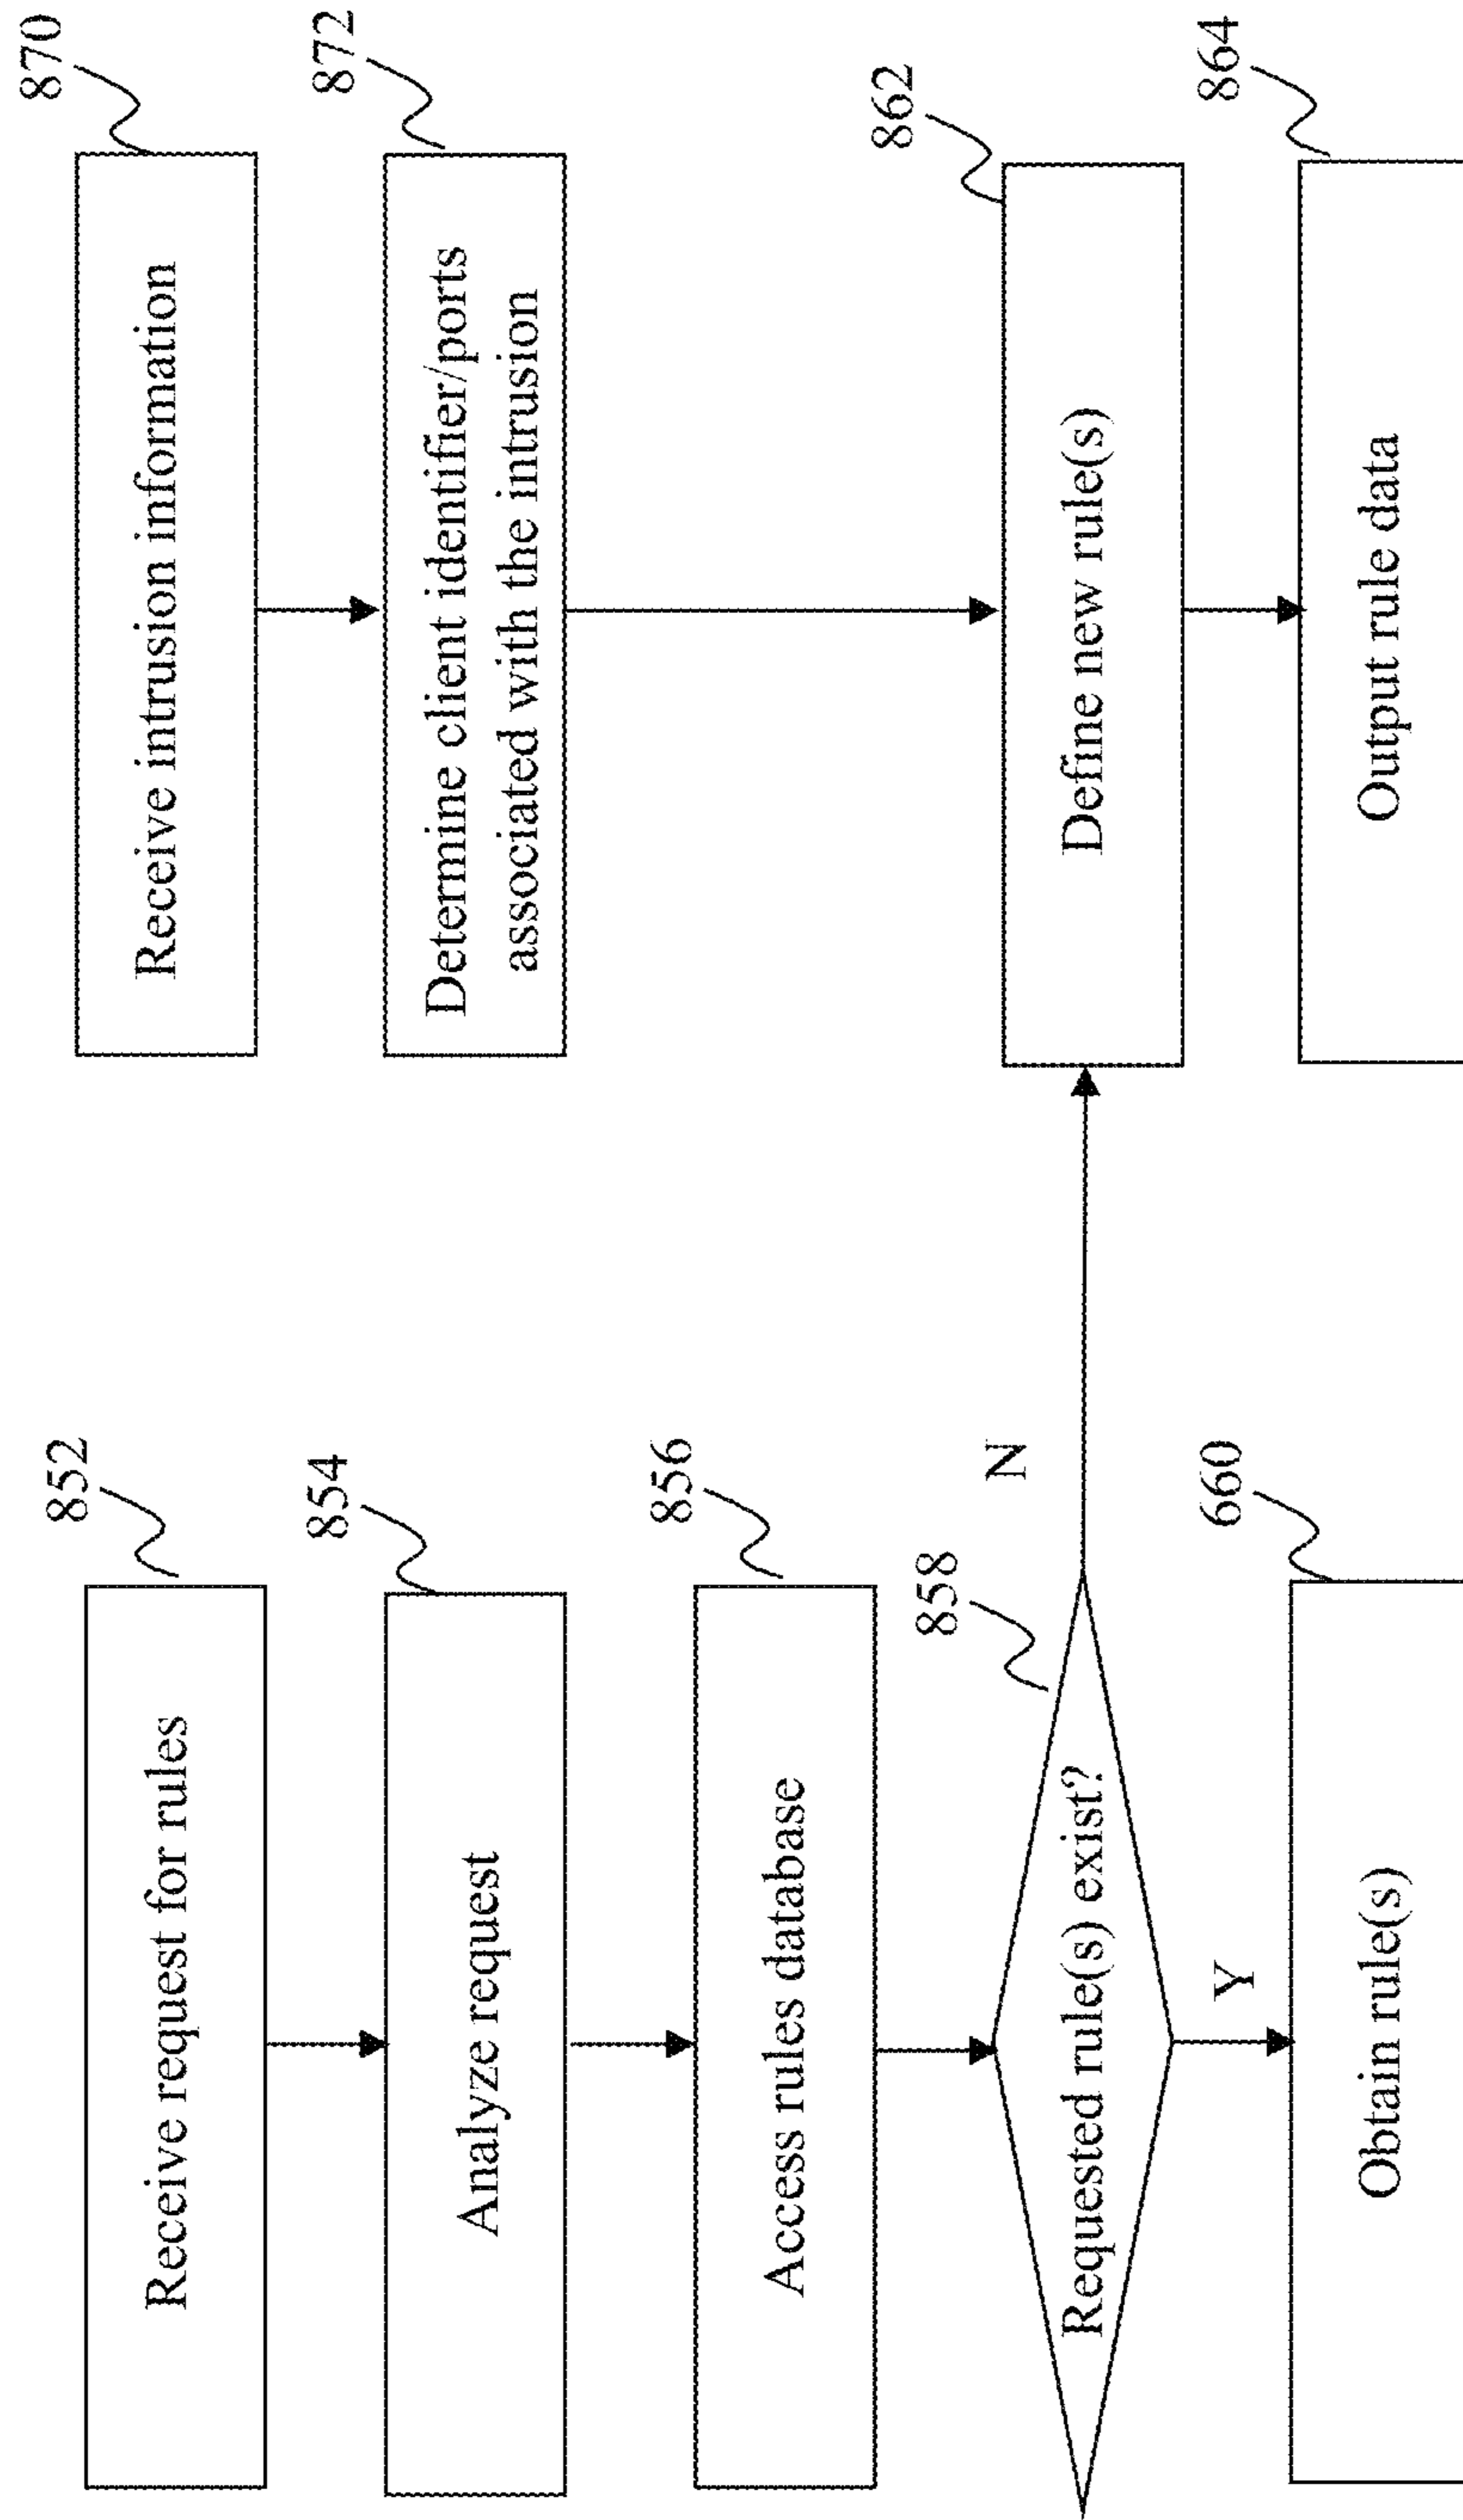 852
Receive request for rules
854
Analyze request
856
Access rules database
858
Requested rule(s) exist?
N
Y
660
Obtain rule(s)
870
Receive intrusion information
872
Determine client identifier/ports
associated with the intrusion
862
Define new rule(s)
864
Output rule data